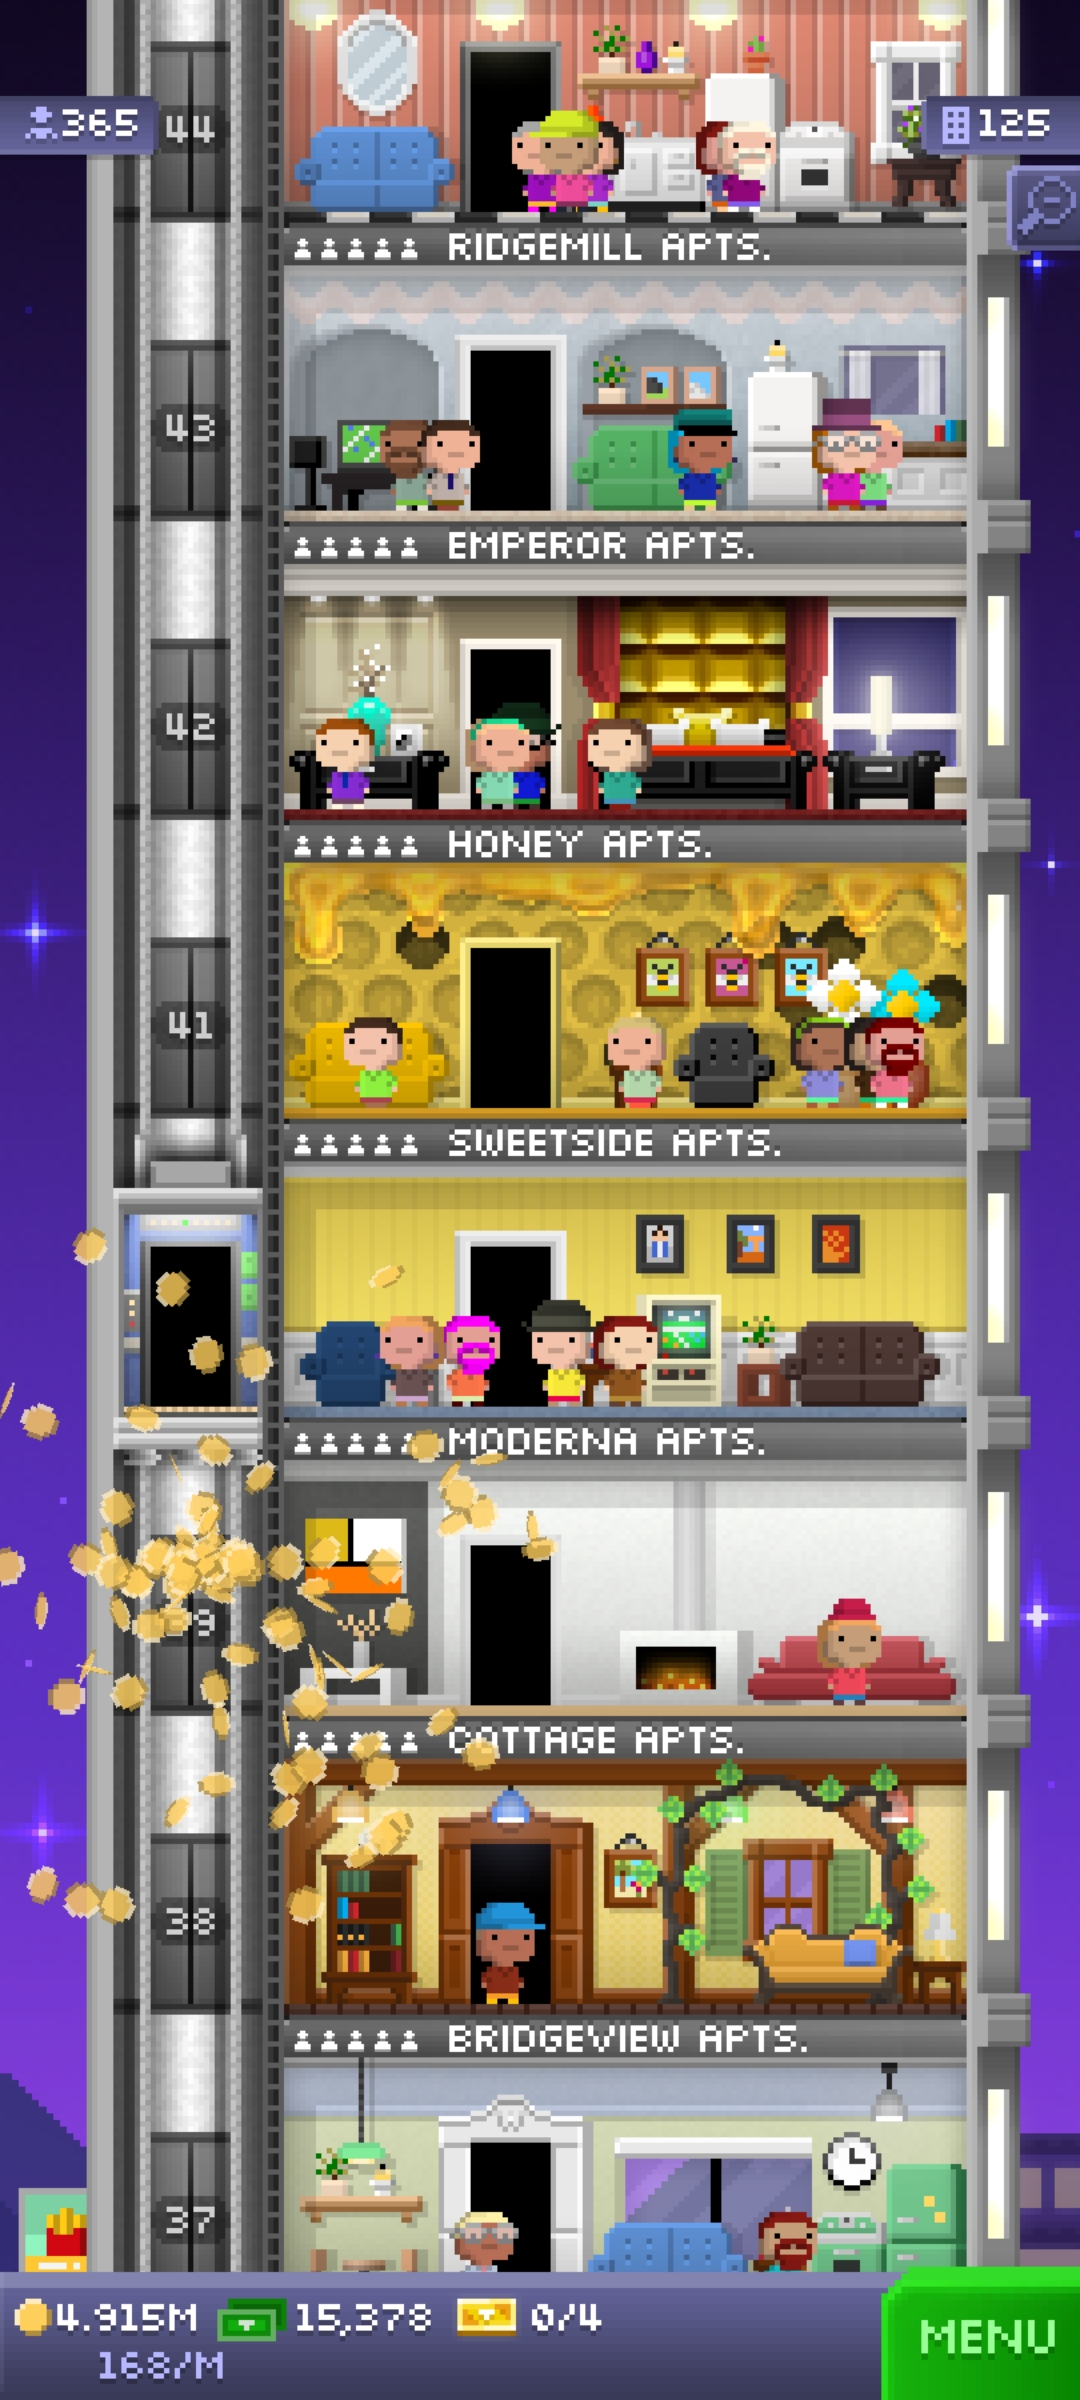 365
44
125
RIDGEMILL APTS.
43
EMPEROR APTS.
42
HONEY APTS.
41
SWEETSIDE APTS.
MODERNA APTS.
COTTAGE APTS.
38
BRIDGEVIEW APTS.
37
4.915M 15,378 0/4
168/M
MENU